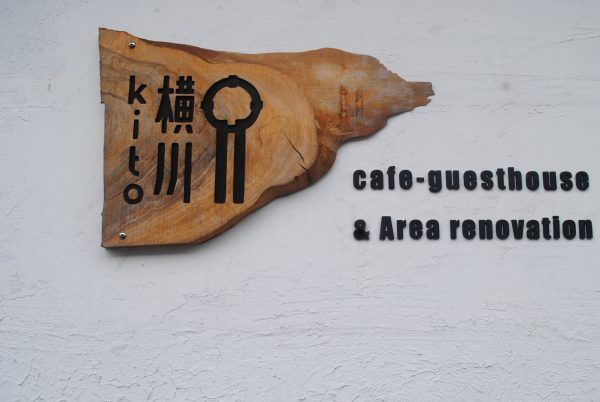 kito
横川
cafe-guesthouse
& Area renovation